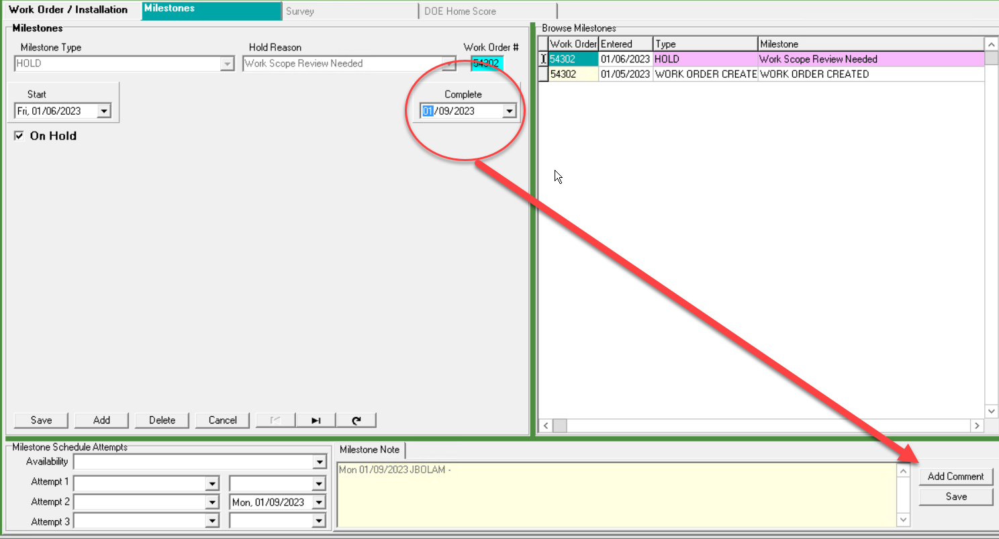 Work Order / Installation Milestones Survey DOE Home Score
Milestones
Milestone Type Hold Reason Work Order #
HOLD Work Scope Review Needed 54302
Start Complete
Fri, 01/06/2023 01/09/2023
On Hold
Save Add Delete Cancel
Browse Milestones
Work Order Entered Type Milestone
54302 01/06/2023 HOLD Work Scope Review Needed
54302 01/05/2023 WORK ORDER CREATE WORK ORDER CREATED
Milestone Schedule Attempts
Availability
Attempt 1
Attempt 2 Mon, 01/09/2023
Attempt 3
Milestone Note
Mon 01/09/2023 JBOLAM -
Add Comment
Save